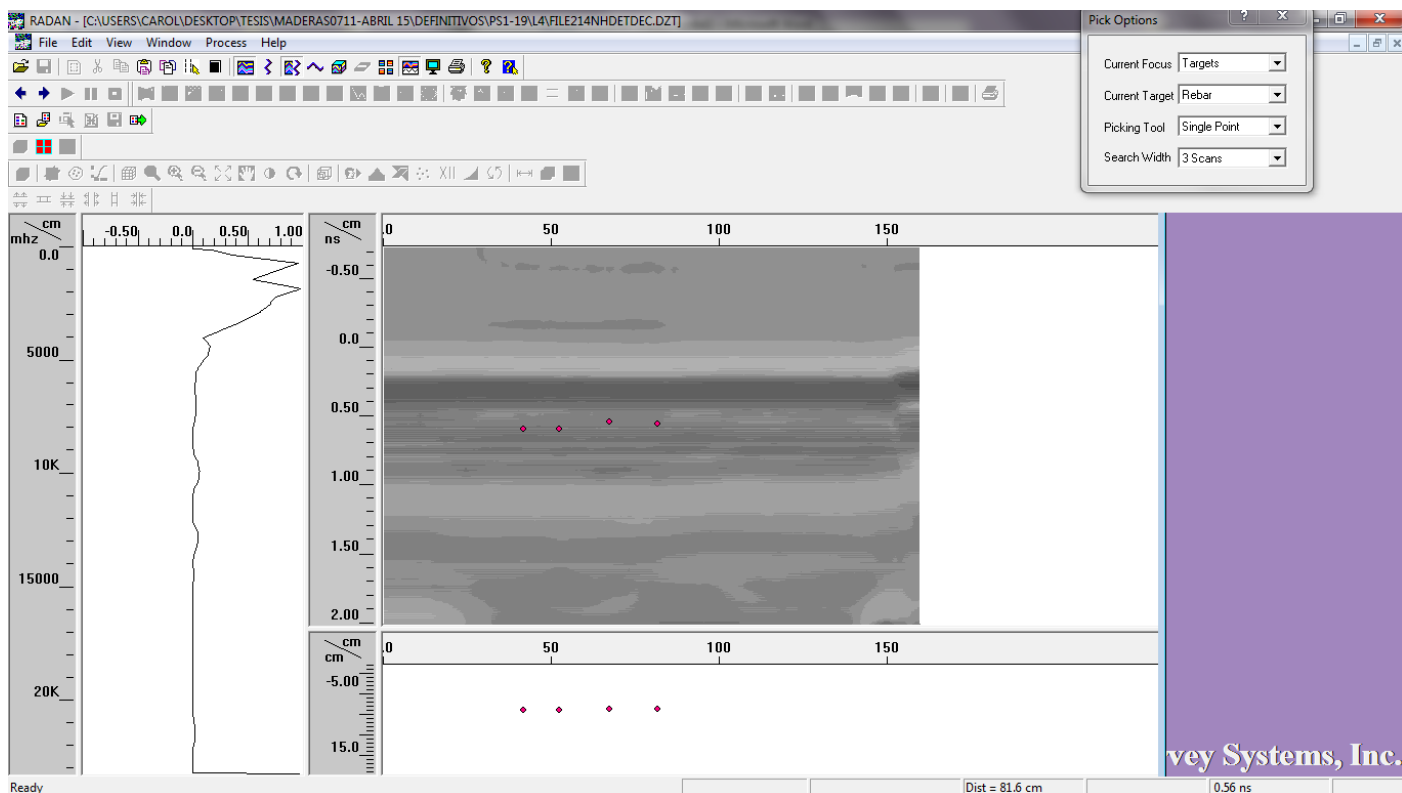 RADAN - [C:\USERS\CAROL\DESKTOP\TESIS\MADERAS0711-ABRIL 15\DEFINITIVOS\PS1-19\L4\FILE214NHDETDEC.DZT]
File Edit View Window Process Help
Pick Options
Current Focus Targets
Current Target Rebar
Picking Tool Single Point
Search Width 3 Scans
XII
cm
mhz
-0.50 0.0 0.50 1.00
0.0
5000
10K
15000
20K
cm
ns
.0 50 100 150
-0.50
0.0
0.50
1.00
1.50
2.00
cm
cm
.0 50 100 150
-5.00
15.0
vey Systems, Inc.
Ready Dist = 81.6 cm 0.56 ns